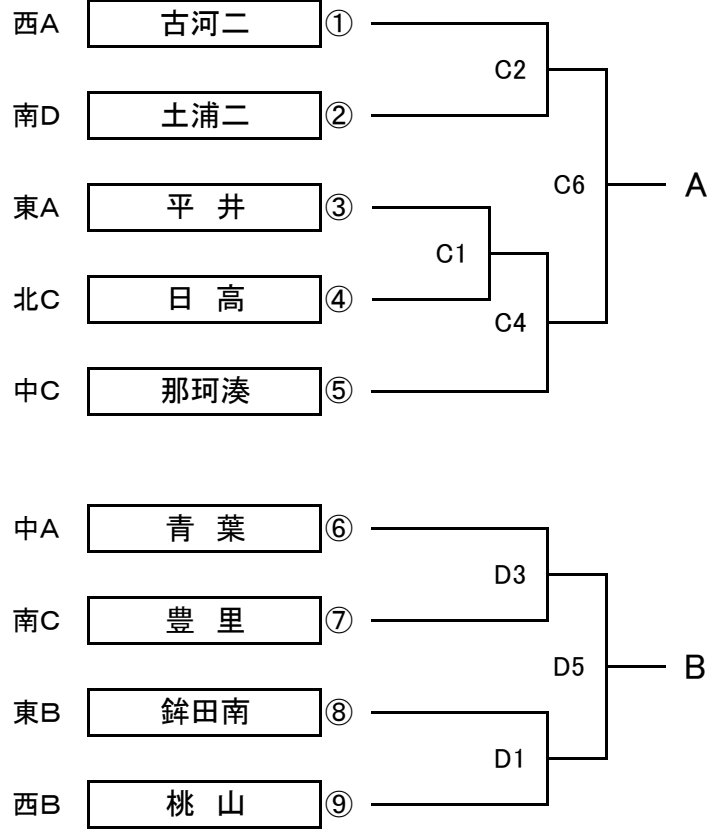 西A 古河二 ①
C2
南D 土浦二 ②
C6 A
東A 平 井 ③
C1
北C 日 高 ④
C4
中C 那珂湊 ⑤
中A 青 葉 ⑥
D3
南C 豊 里 ⑦
D5 B
東B 鉾田南 ⑧
D1
西B 桃 山 ⑨